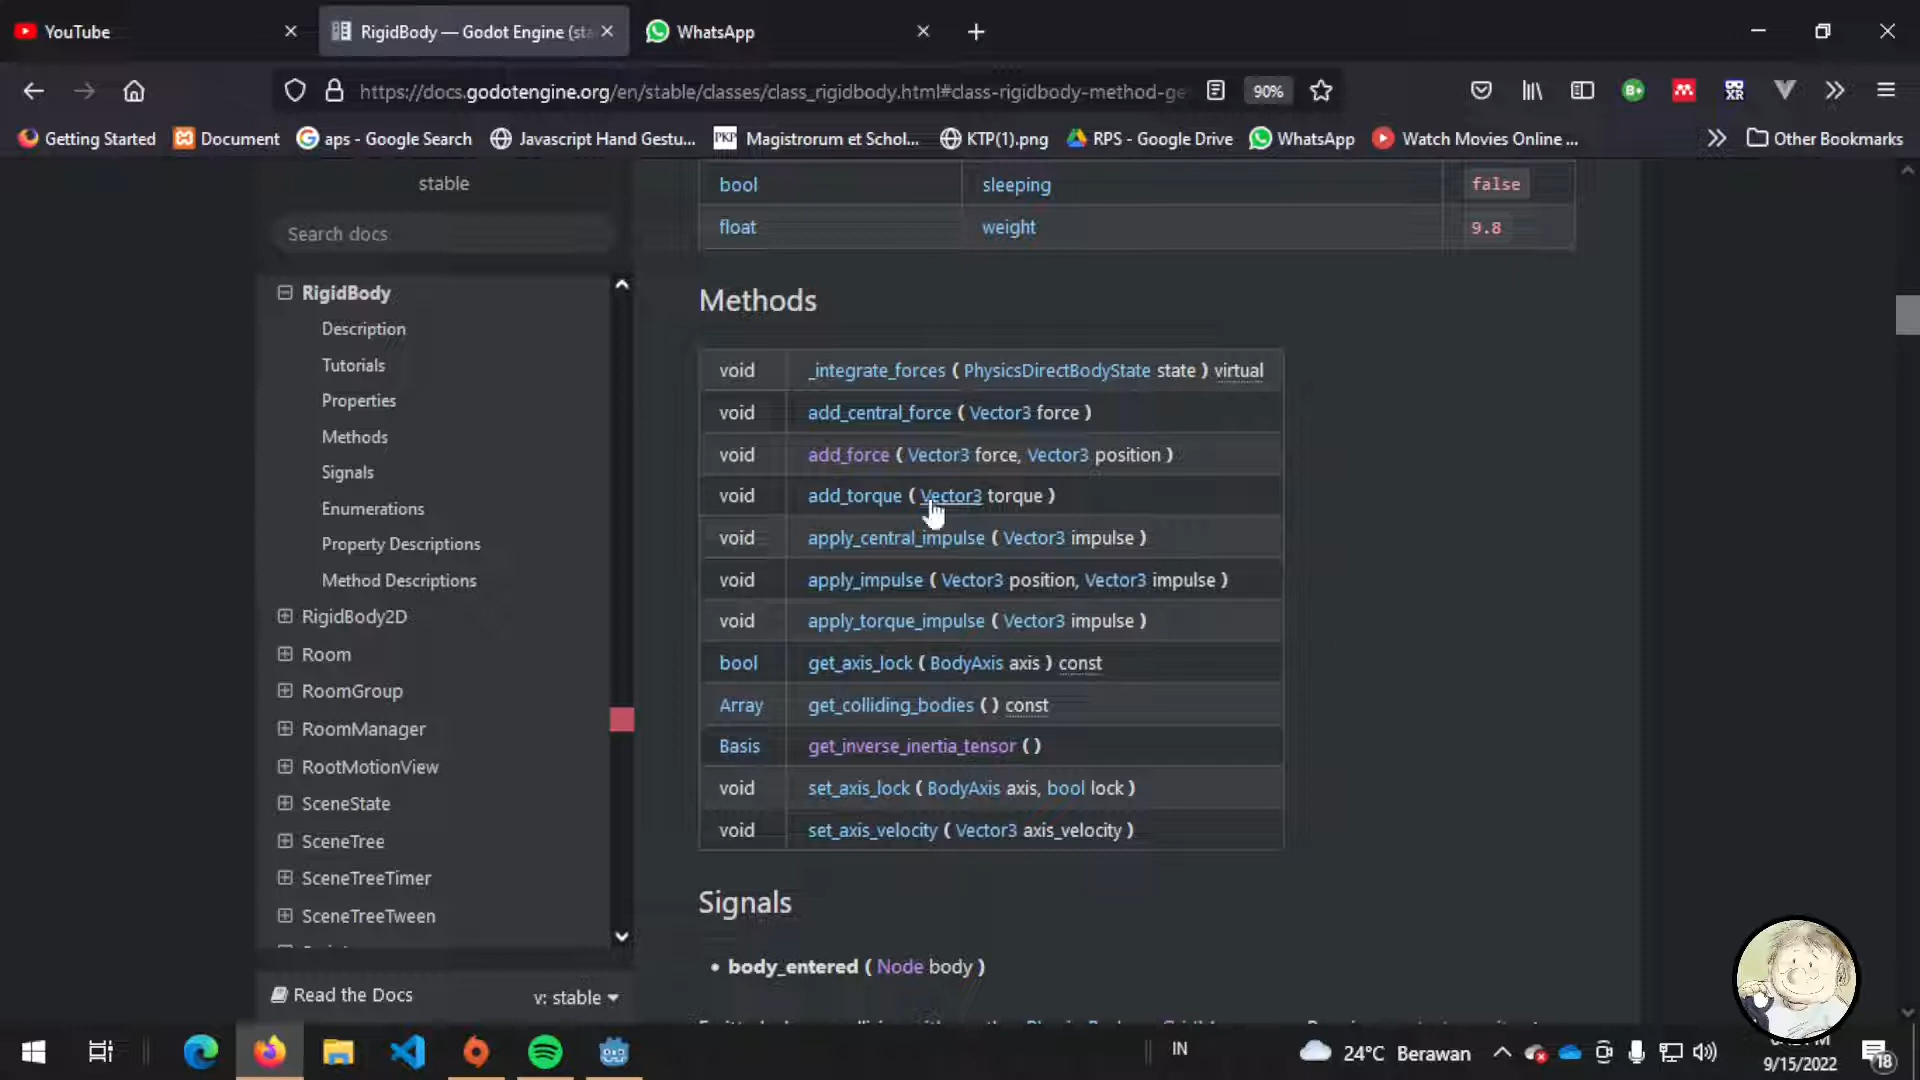 YouTube
RigidBody — Godot Engine (sta
WhatsApp
https://docs.godotengine.org/en/stable/classes/class_rigidbody.html#class-rigidbody-method-ge
90%
Getting Started
Document
aps - Google Search
Javascript Hand Gestu...
PKP Magistrorum et Schol...
KTP(1).png
RPS - Google Drive
WhatsApp
Watch Movies Online ...
Other Bookmarks
stable
Search docs
RigidBody
Description
Tutorials
Properties
Methods
Signals
Enumerations
Property Descriptions
Method Descriptions
RigidBody2D
Room
RoomGroup
RoomManager
RootMotionView
SceneState
SceneTree
SceneTreeTimer
SceneTreeTween
Read the Docs
v: stable
bool sleeping false
float weight 9.8
Methods
void _integrate_forces ( PhysicsDirectBodyState state ) virtual
void add_central_force ( Vector3 force )
void add_force ( Vector3 force, Vector3 position )
void add_torque ( Vector3 torque )
void apply_central_impulse ( Vector3 impulse )
void apply_impulse ( Vector3 position, Vector3 impulse )
void apply_torque_impulse ( Vector3 impulse )
bool get_axis_lock ( BodyAxis axis ) const
Array get_colliding_bodies ( ) const
Basis get_inverse_inertia_tensor ( )
void set_axis_lock ( BodyAxis axis, bool lock )
void set_axis_velocity ( Vector3 axis_velocity )
Signals
• body_entered ( Node body )
IN
24°C Berawan
9/15/2022
18